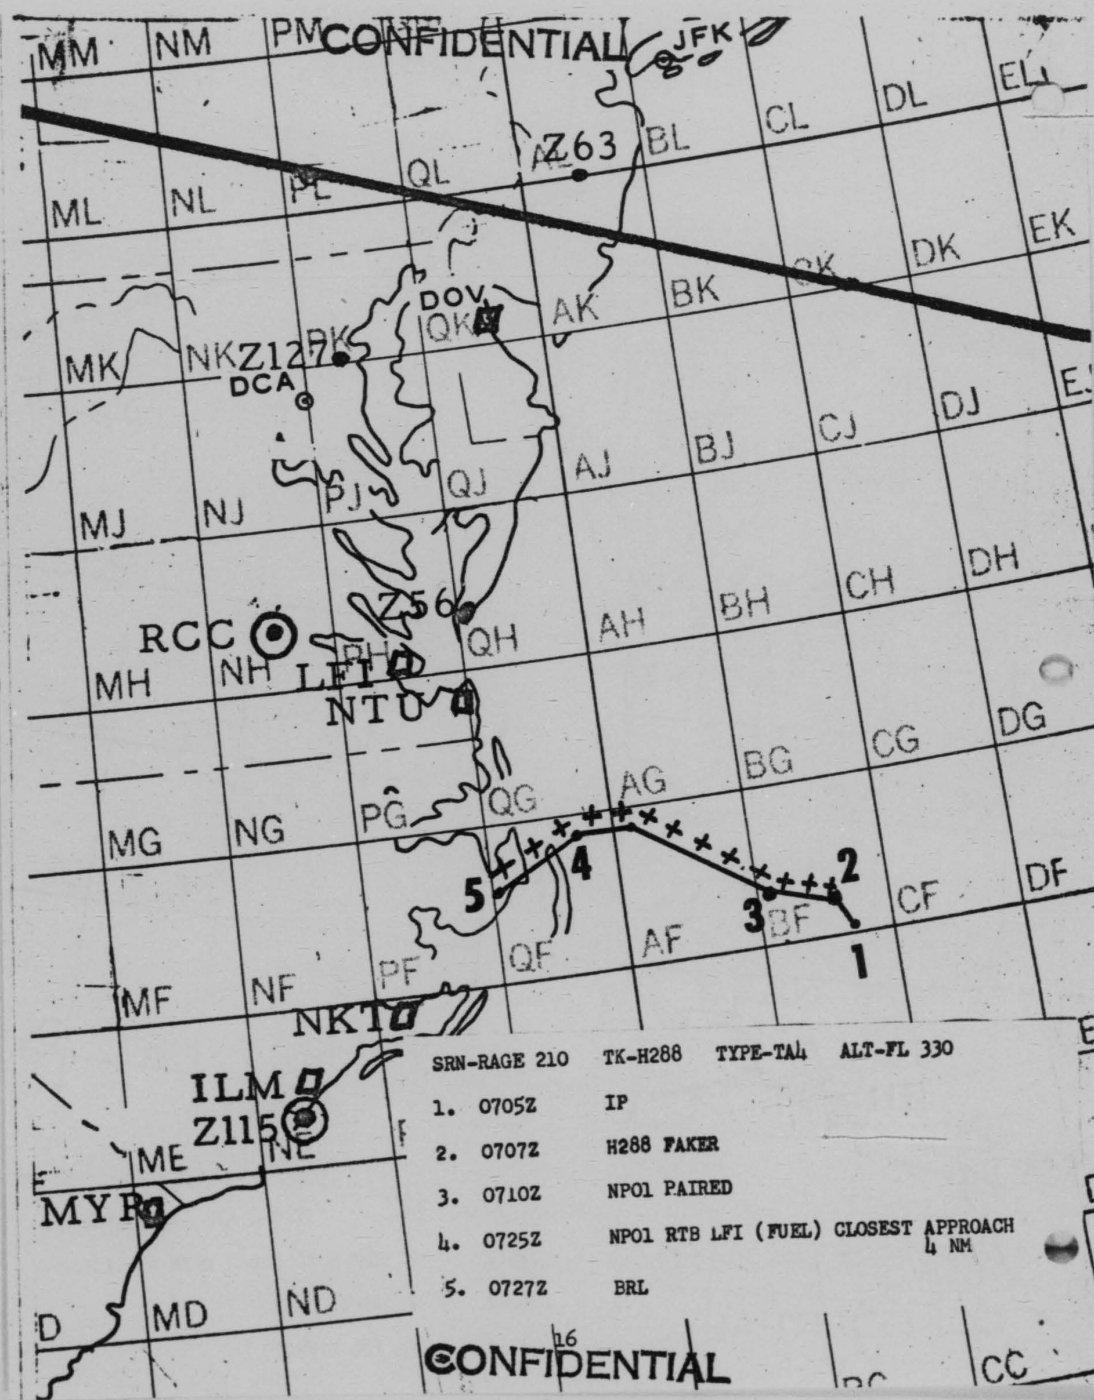 MM NM PM CONFIDENTIAL JFK
EL
DL
CL
BL
Z63
QL
PL
NL
ML
EK
DK
CK
BK
AK
DOV
QK
PK
NK Z127
MK
DCA
DJ
CJ
BJ
AJ
QJ
PJ
NJ
MJ
DH
CH
BH
AH
Z56
QH
RCC
PH
NH LFI
MH
NTU
DG
CG
BG
AG
QG
PG
NG
MG
5 4 3 2 1
DF
CF
BF
AF
QF
PF
NF
MF
NKT
ILM
Z115
NE
ME
MYR
ND
MD
D
SRN-RAGE 210 TK-H288 TYPE-TA4 ALT-FL 330
1. 0705Z IP
2. 0707Z H288 FAKER
3. 0710Z NP01 PAIRED
4. 0725Z NP01 RTB LFI (FUEL) CLOSEST APPROACH
4 NM
5. 0727Z BRL
16
CONFIDENTIAL
CC